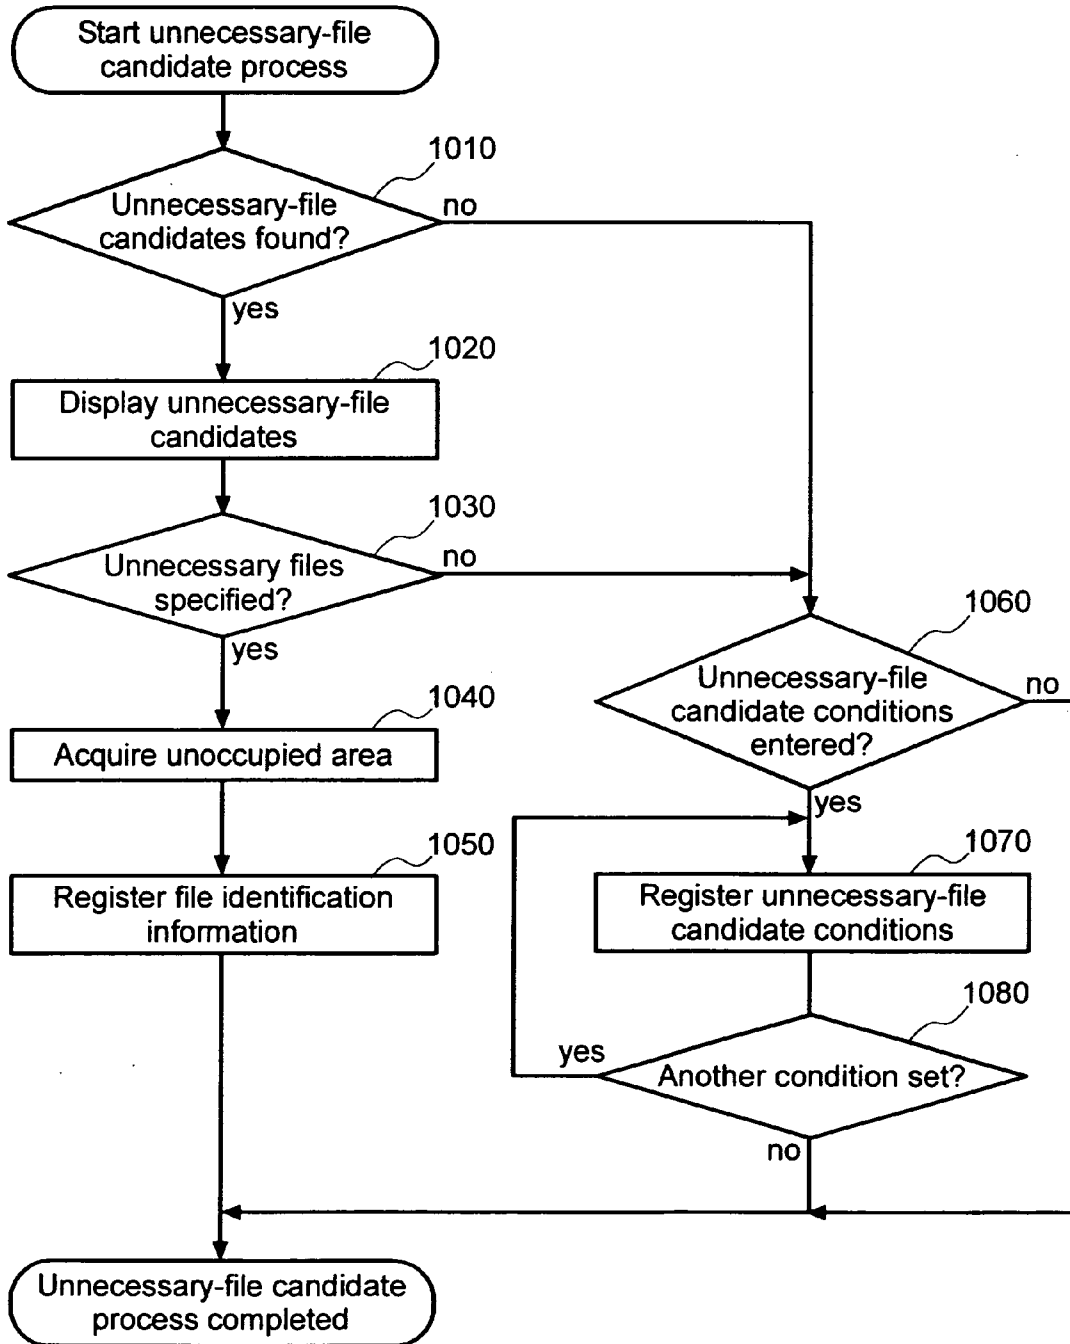 Start unnecessary-file
candidate process
1010
Unnecessary-file
candidates found?
no
yes
1020
Display unnecessary-file
candidates
1030
Unnecessary files
specified?
no
yes
1040
Acquire unoccupied area
1050
Register file identification
information
1060
Unnecessary-file
candidate conditions
entered?
no
yes
1070
Register unnecessary-file
candidate conditions
1080
yes
Another condition set?
no
Unnecessary-file candidate
process completed